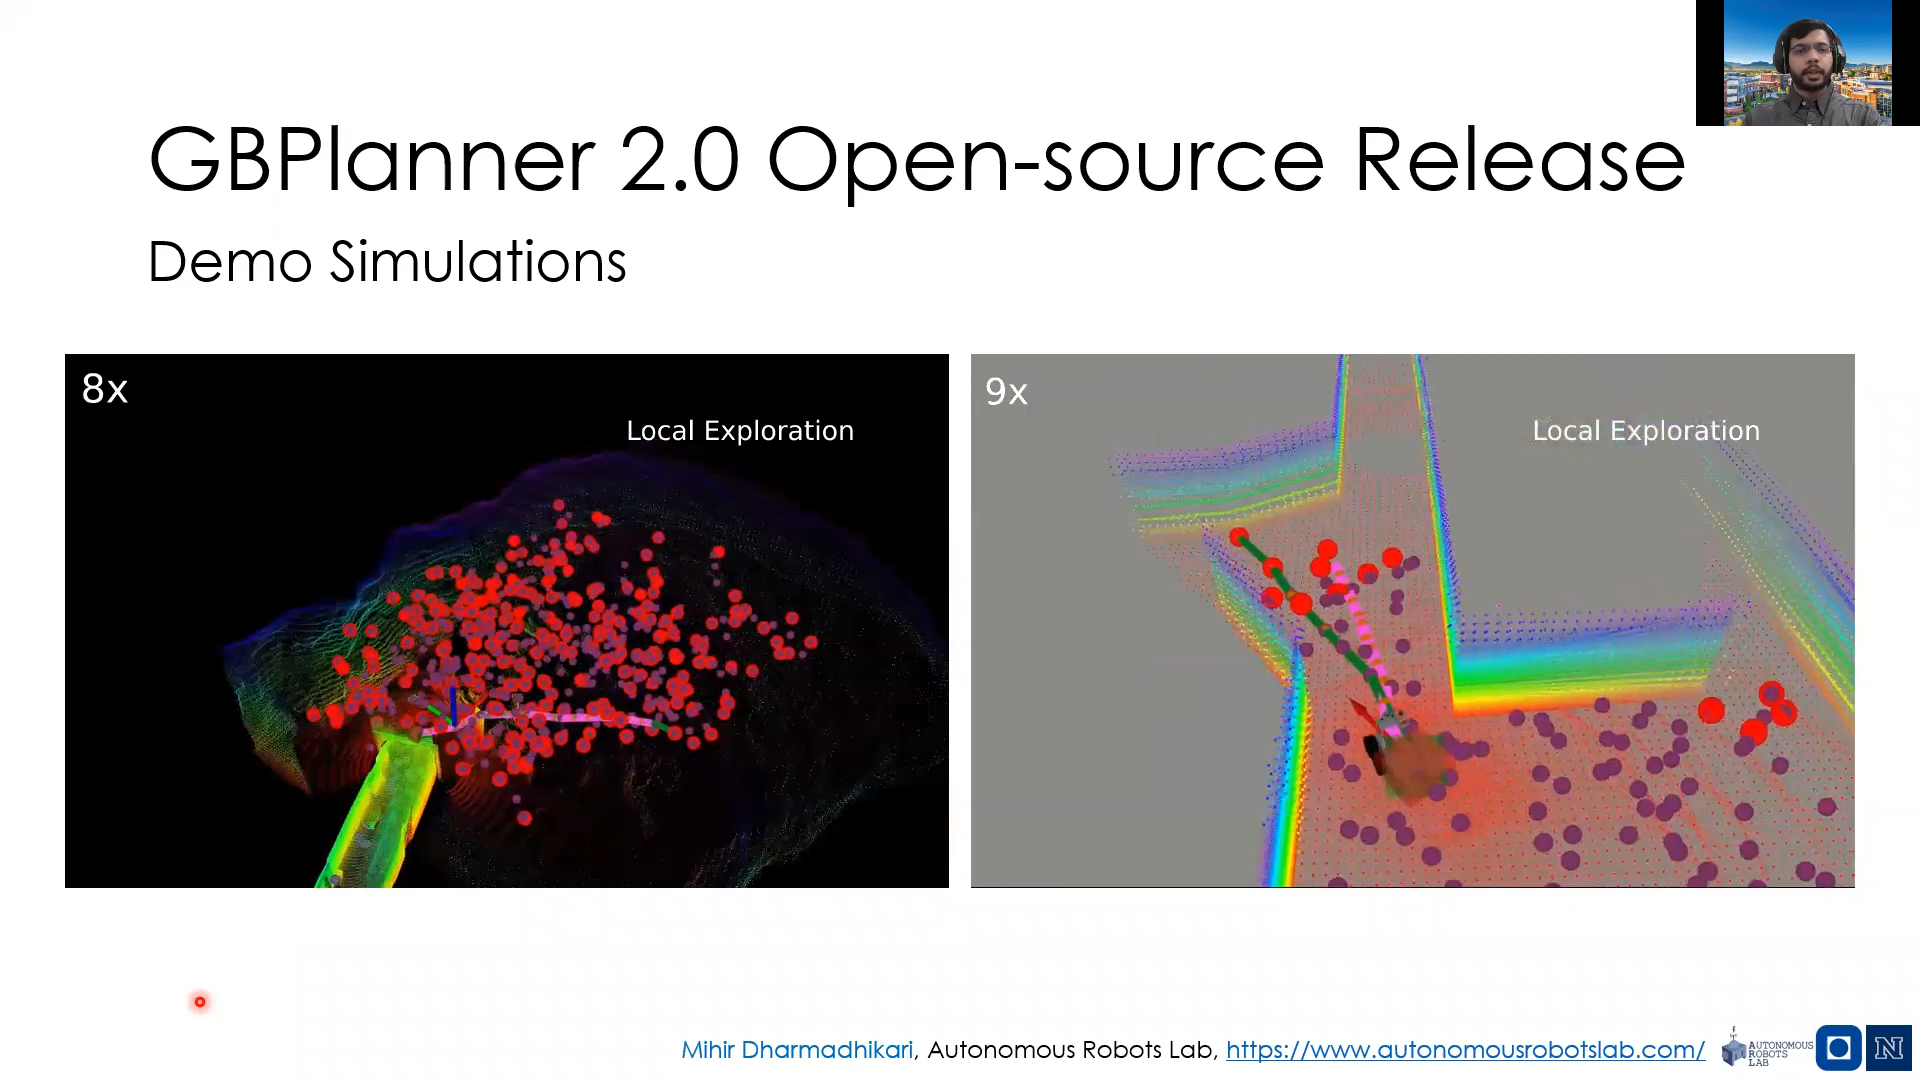 GBPlanner 2.0 Open-source Release
Demo Simulations
8x
Local Exploration
9x
Local Exploration
Mihir Dharmadhikari, Autonomous Robots Lab, https://www.autonomousrobotslab.com/
AUTONOMOUS
ROBOTS
LAB
N